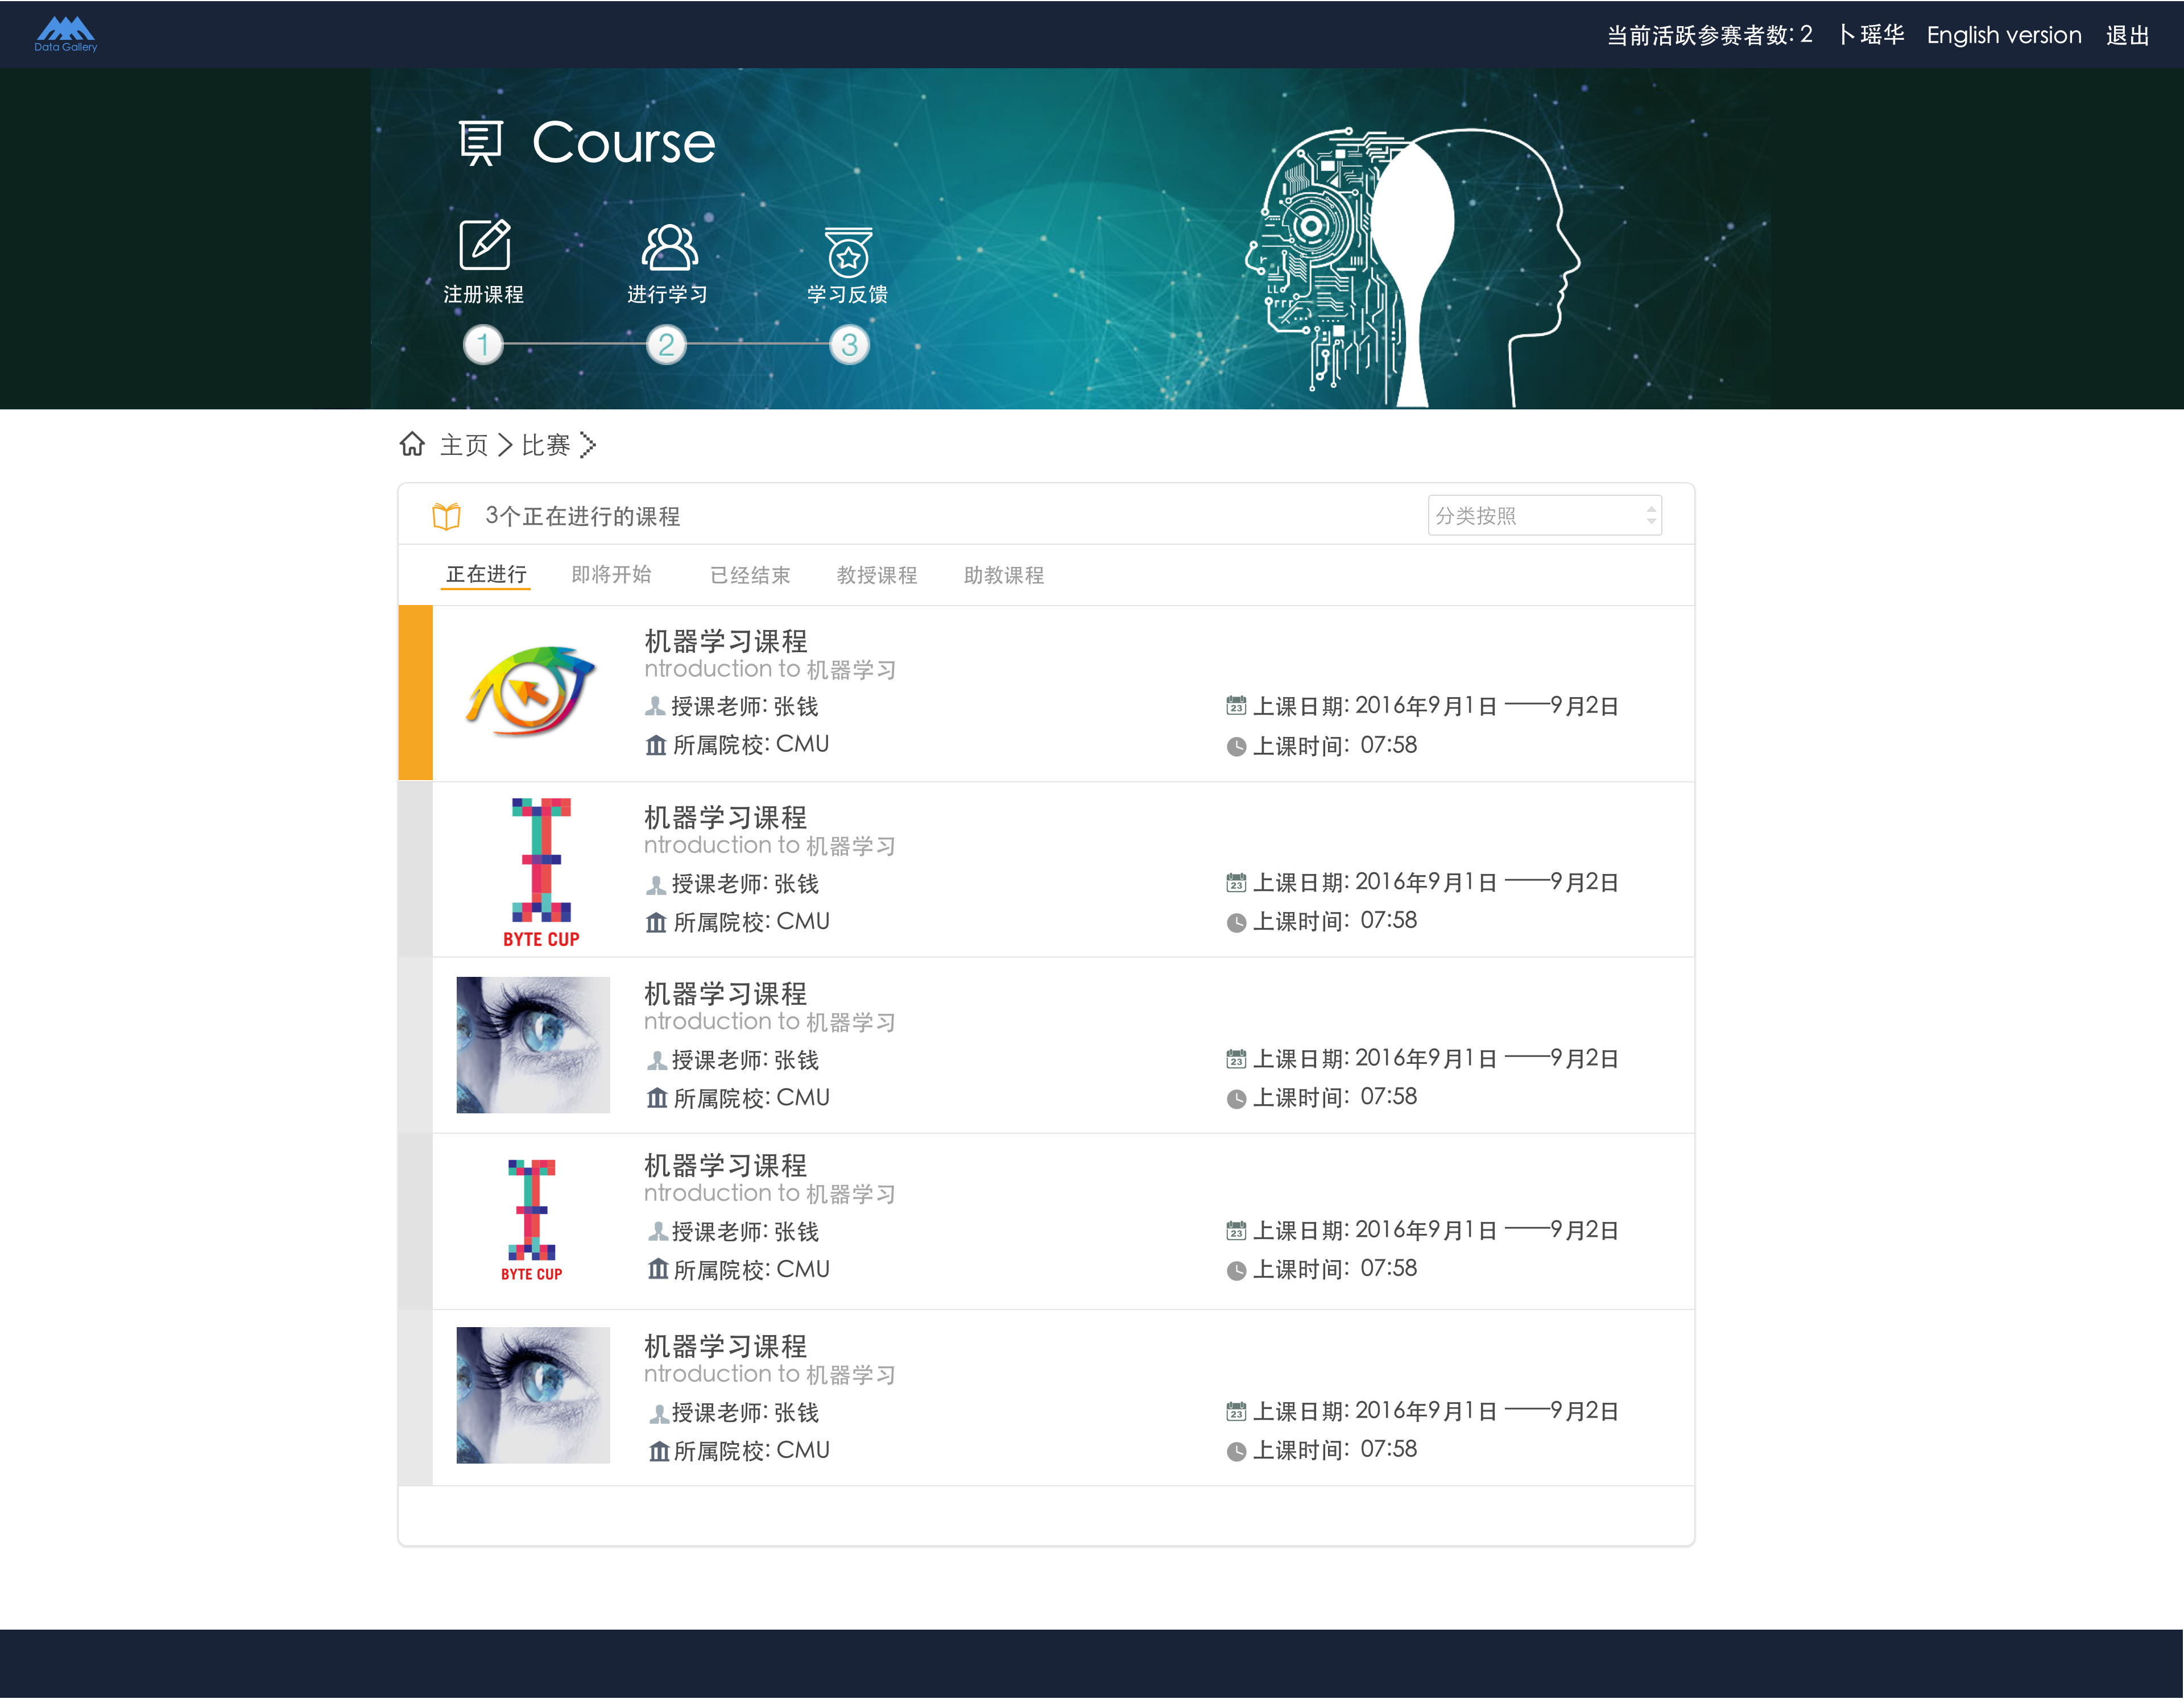 Data Gallery
当前活跃参赛者数: 2 卜瑶华 English version 退出
Course
注册课程 进行学习 学习反馈
1 2 3
主页 比赛
3个正在进行的课程 分类按照
正在进行 即将开始 已经结束 教授课程 助教课程
机器学习课程
ntroduction to 机器学习
授课老师: 张钱 23 上课日期: 2016年9月1日 ——9月2日
所属院校: CMU 上课时间: 07:58
机器学习课程
ntroduction to 机器学习
授课老师: 张钱 23 上课日期: 2016年9月1日 ——9月2日
所属院校: CMU 上课时间: 07:58
BYTE CUP
机器学习课程
ntroduction to 机器学习
授课老师: 张钱 23 上课日期: 2016年9月1日 ——9月2日
所属院校: CMU 上课时间: 07:58
机器学习课程
ntroduction to 机器学习
授课老师: 张钱 23 上课日期: 2016年9月1日 ——9月2日
所属院校: CMU 上课时间: 07:58
BYTE CUP
机器学习课程
ntroduction to 机器学习
授课老师: 张钱 23 上课日期: 2016年9月1日 ——9月2日
所属院校: CMU 上课时间: 07:58